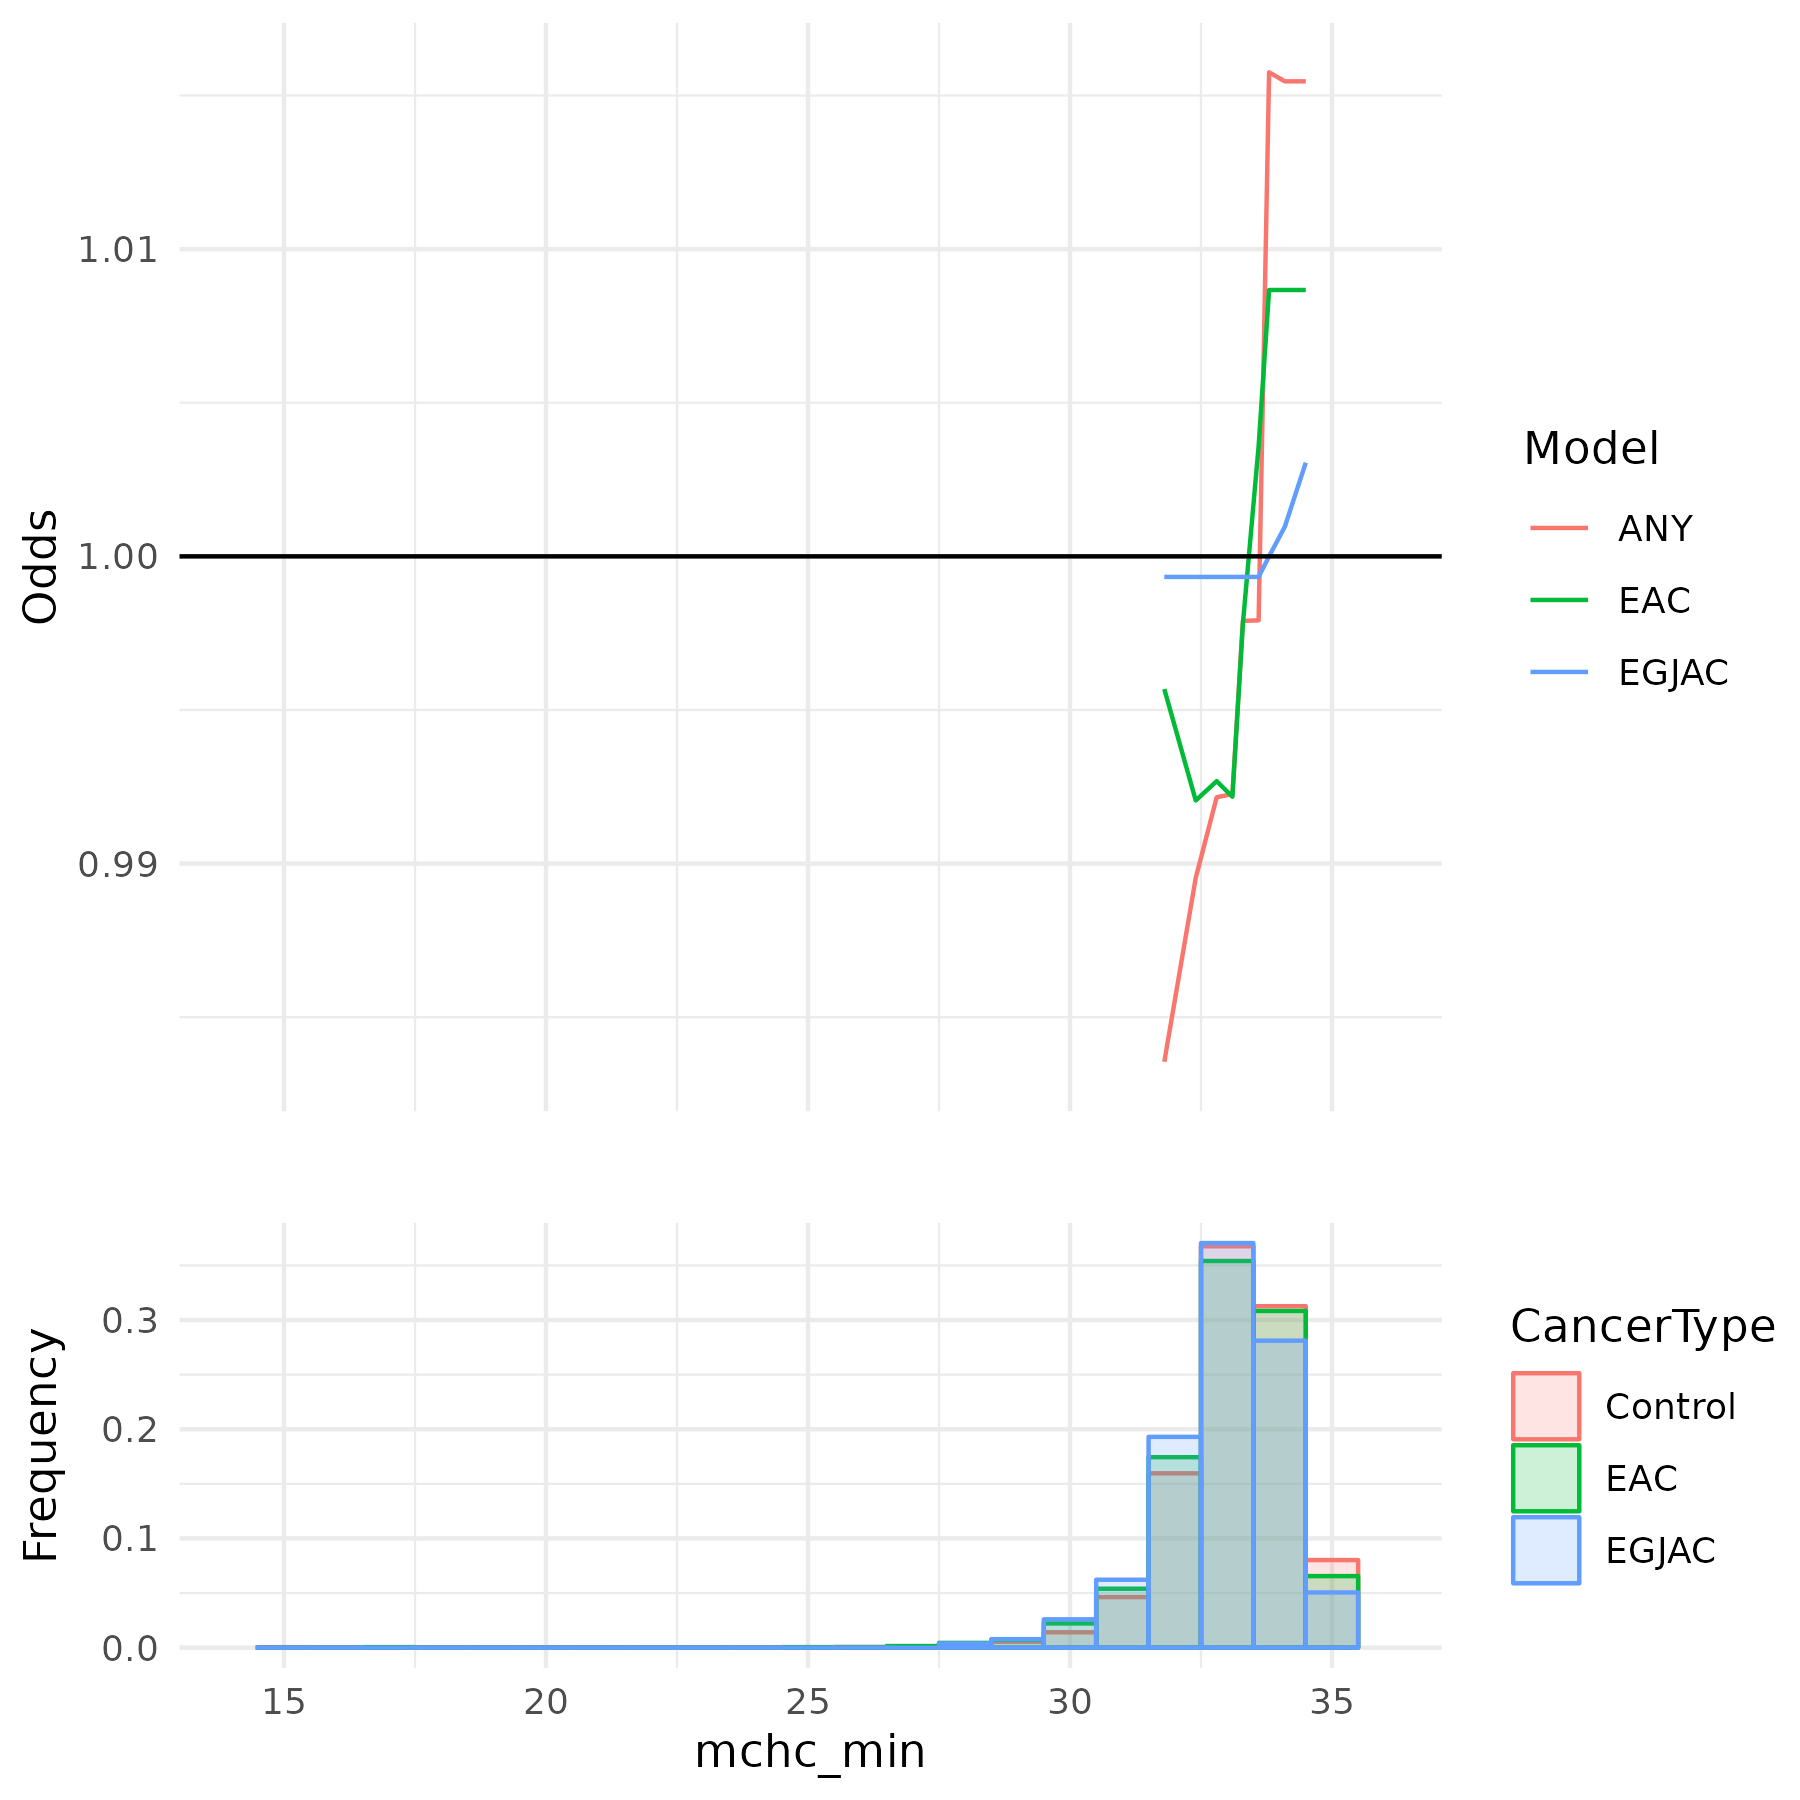 Odds
1.01
1.00
0.99
Model
ANY
EAC
EGJAC
Frequency
0.3
0.2
0.1
0.0
15 20 25 30 35
mchc_min
CancerType
Control
EAC
EGJAC